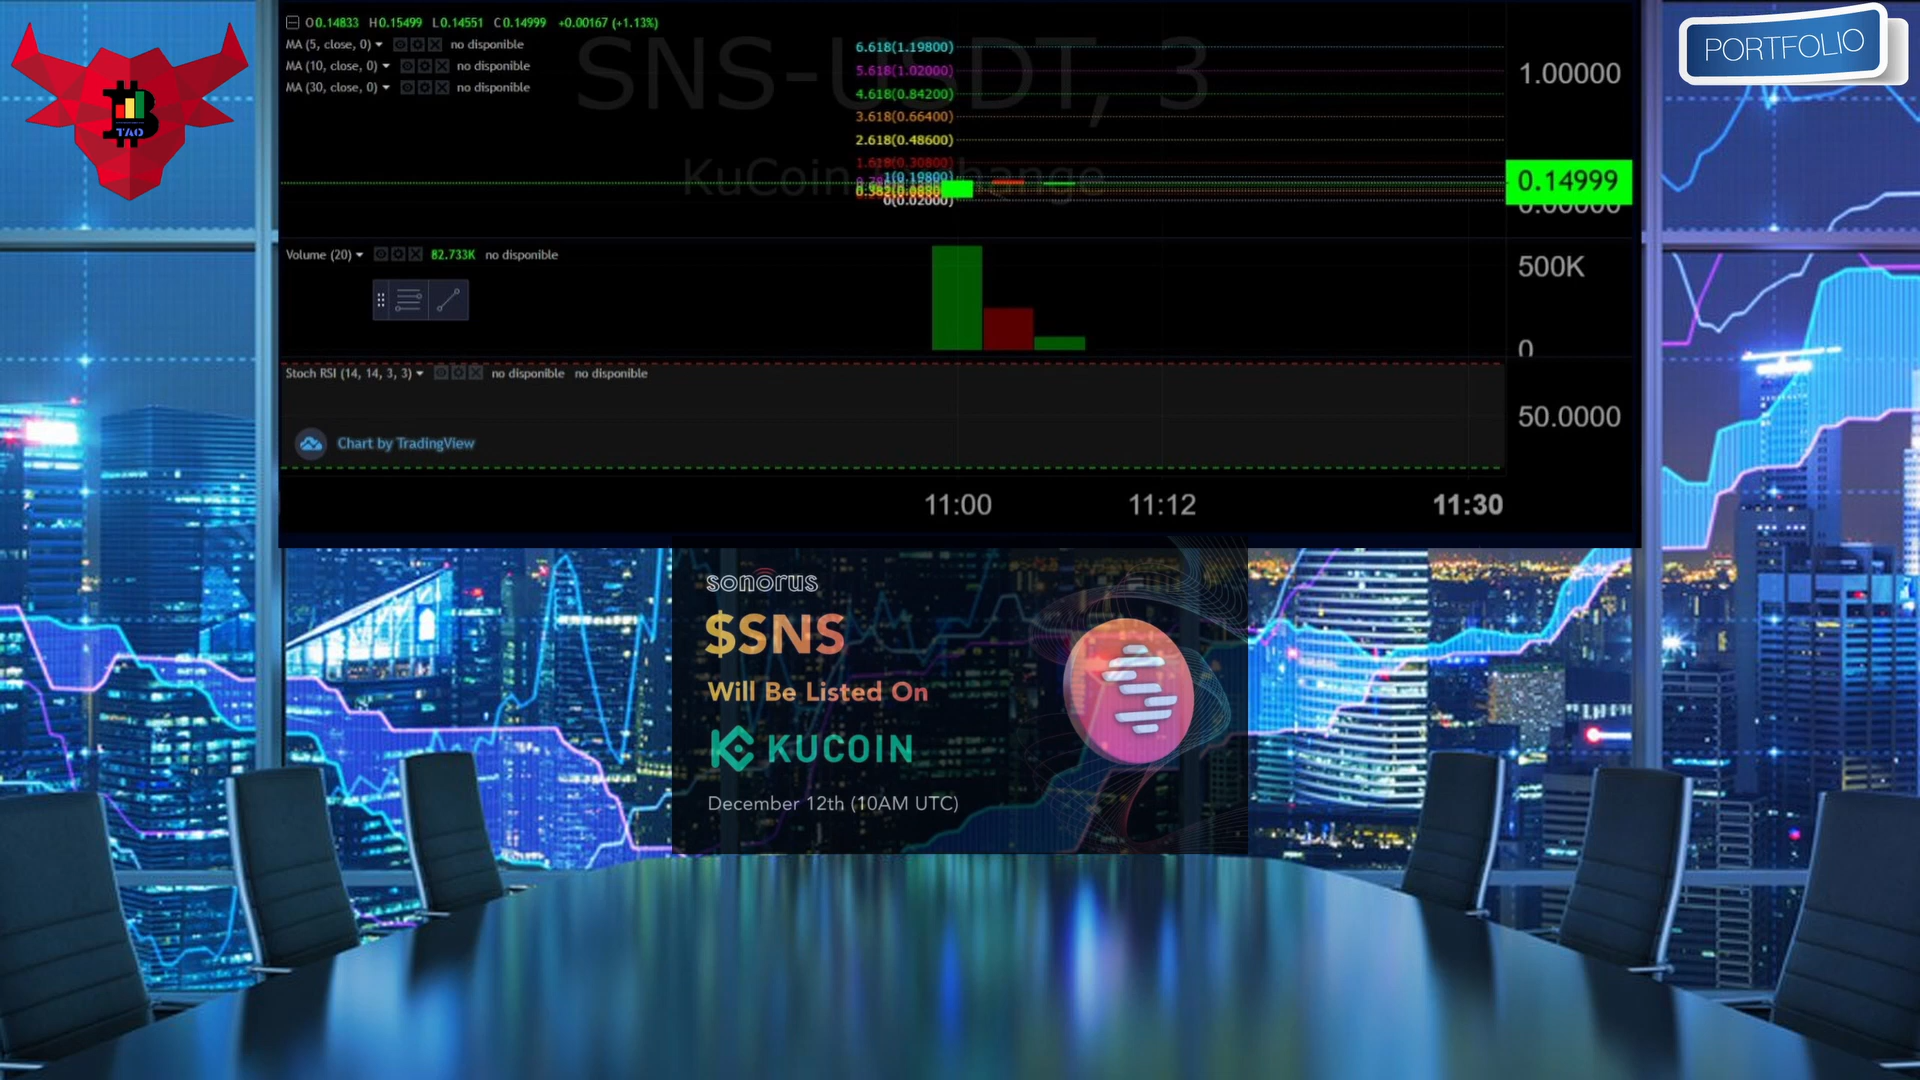 O0.14833 H0.15499 L0.14551 C0.14999 +0.00167 (+1.13%)
MA (5, close, 0) no disponible
MA (10, close, 0) no disponible
MA (30, close, 0) no disponible
SNS-USDT, 3
6.618(1.19800)
5.618(1.02000)
4.618(0.84200)
3.618(0.66400)
2.618(0.48600)
1.618(0.30800)
1(0.19800)
0(0.02000)
1.00000
0.14999
PORTFOLIO
TAO
Volume (20) 82.733K no disponible
500K
0
Stoch RSI (14, 14, 3, 3) no disponible no disponible
50.0000
Chart by TradingView
11:00 11:12 11:30
sonorus
$SNS
Will Be Listed On
KUCOIN
December 12th (10AM UTC)